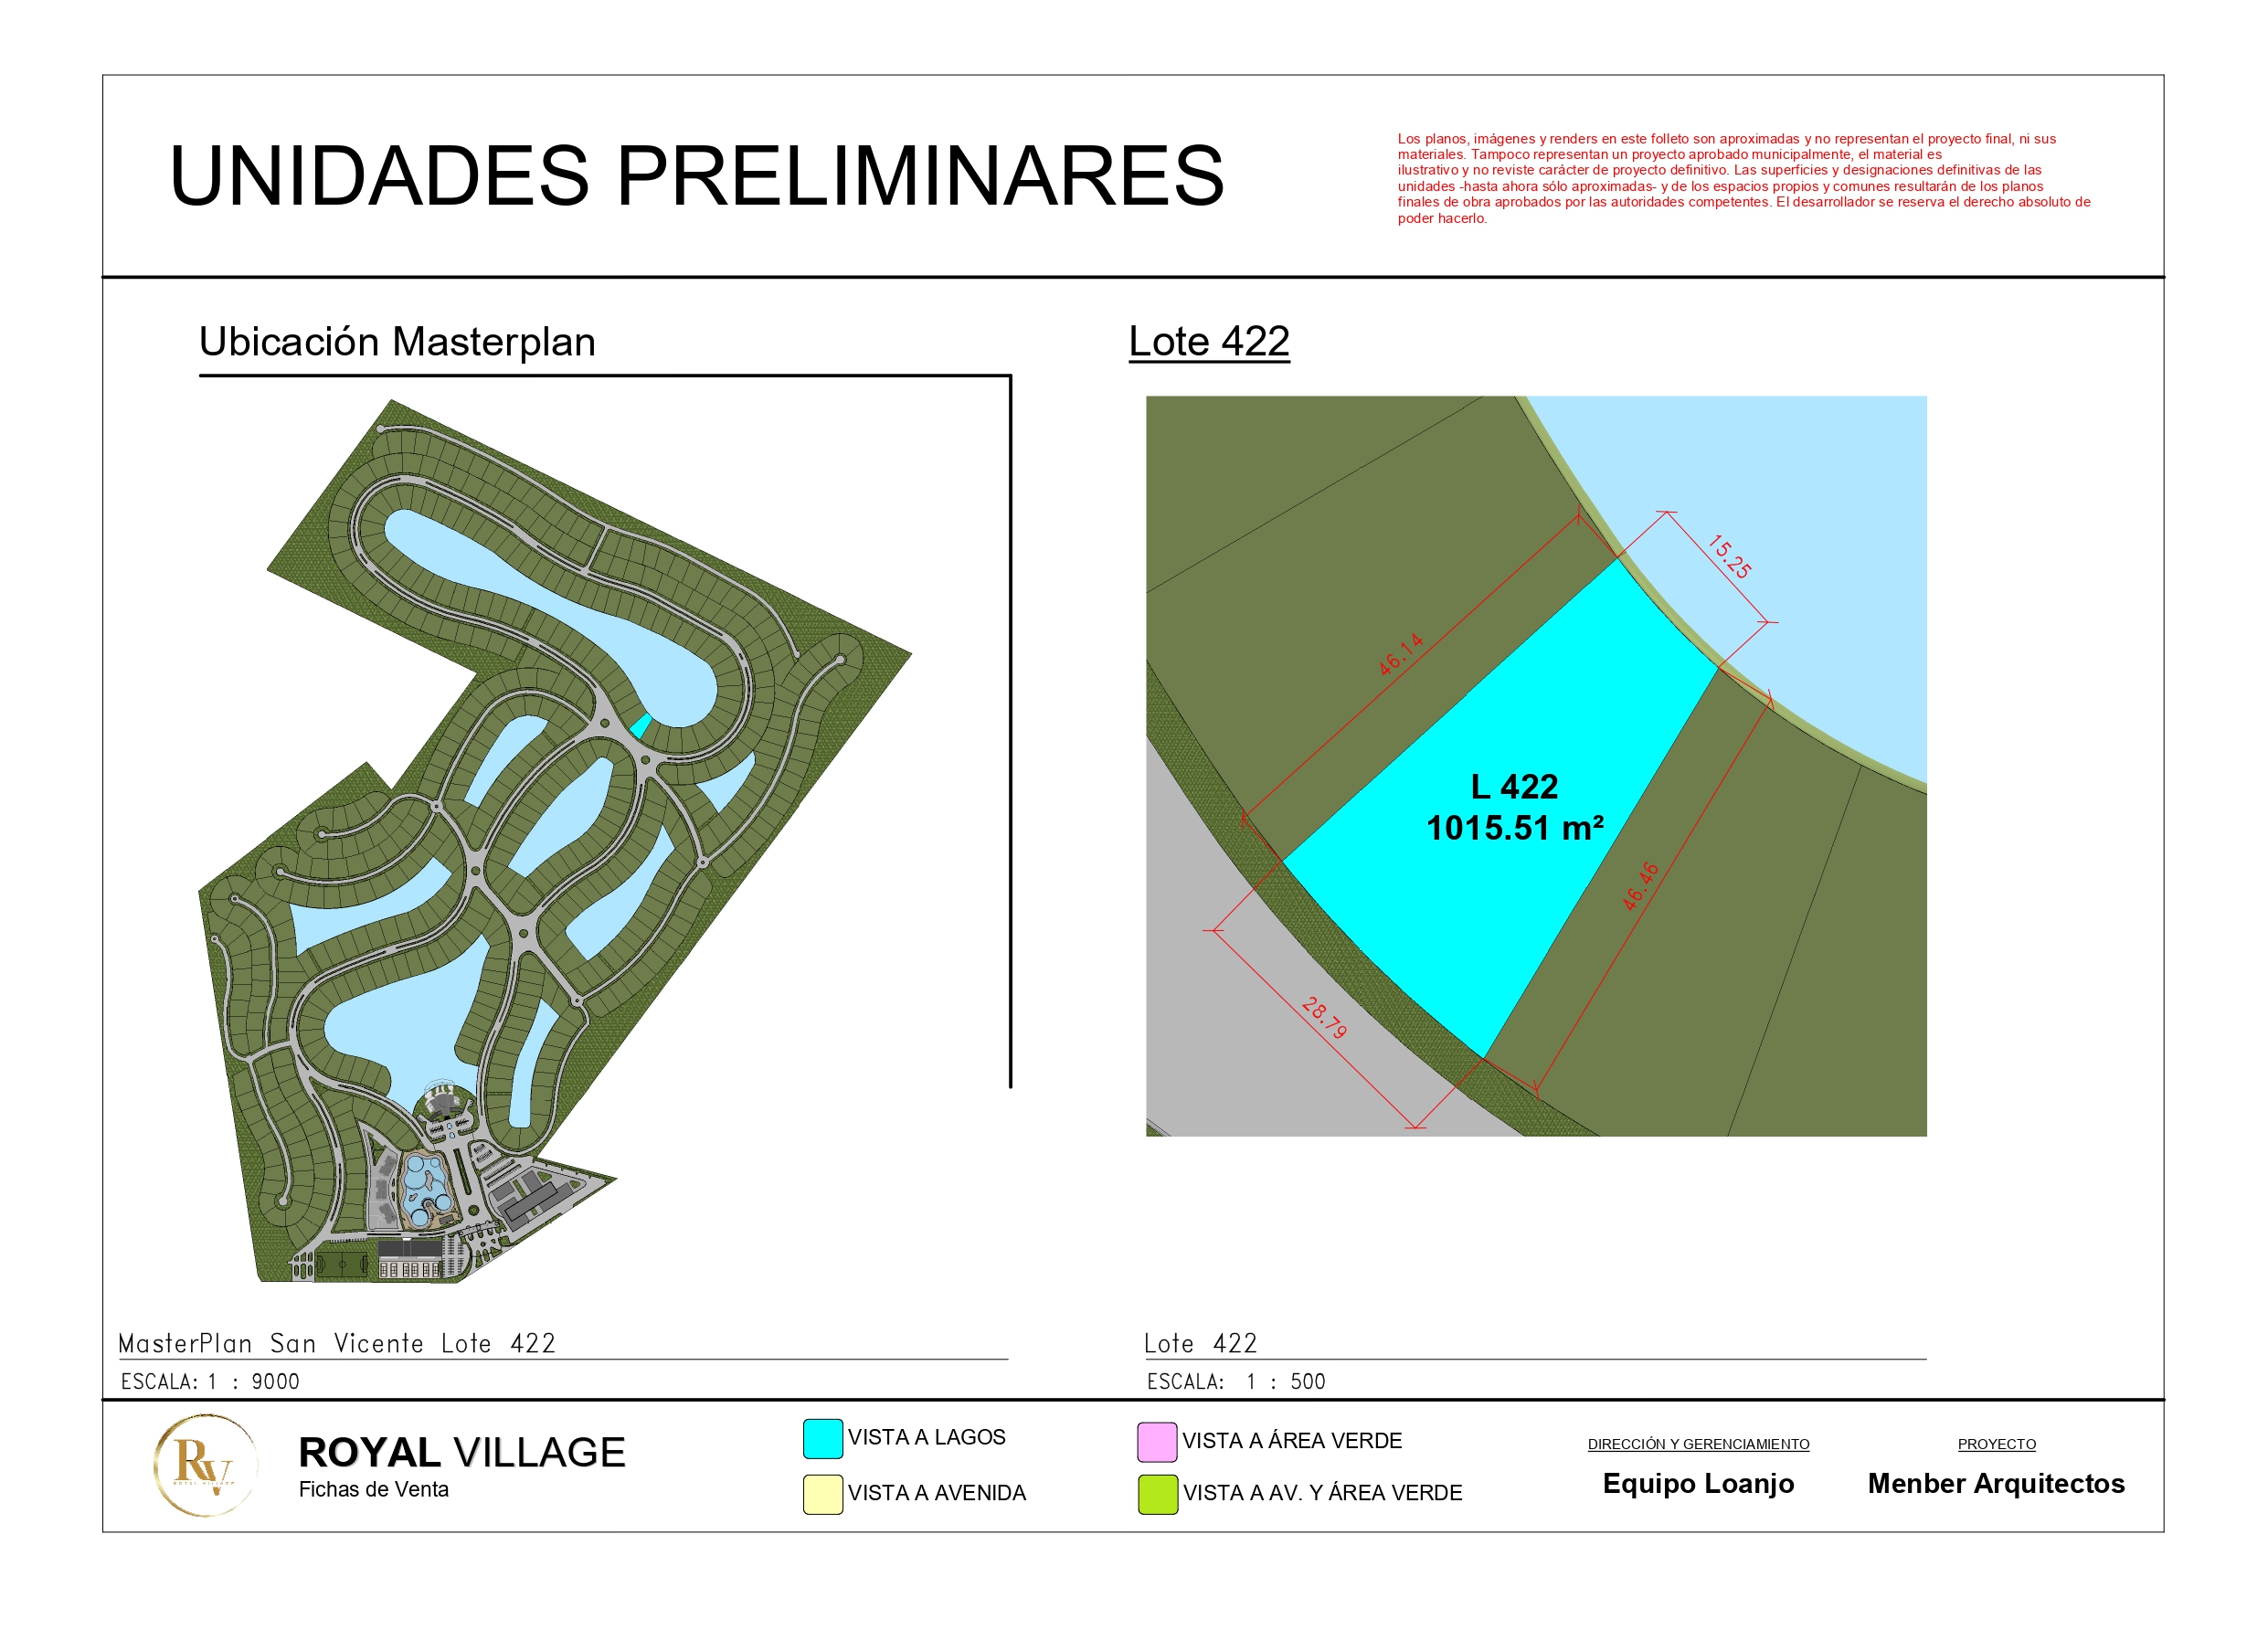 UNIDADES PRELIMINARES
Los planos, imágenes y renders en este folleto son aproximadas y no representan el proyecto final, ni sus
materiales. Tampoco representan un proyecto aprobado municipalmente, el material es
ilustrativo y no reviste carácter de proyecto definitivo. Las superficies y designaciones definitivas de las
unidades -hasta ahora sólo aproximadas- y de los espacios propios y comunes resultarán de los planos
finales de obra aprobados por las autoridades competentes. El desarrollador se reserva el derecho absoluto de
poder hacerlo.
Ubicación Masterplan
Lote 422
15.25
46.14
L 422
1015.51 m²
46.46
28.79
MasterPlan San Vicente Lote 422
ESCALA: 1 : 9000
Lote 422
ESCALA: 1 : 500
RV
ROYAL VILLAGE
ROYAL VILLAGE
Fichas de Venta
VISTA A LAGOS
VISTA A AVENIDA
VISTA A ÁREA VERDE
VISTA A AV. Y ÁREA VERDE
DIRECCIÓN Y GERENCIAMIENTO
Equipo Loanjo
PROYECTO
Menber Arquitectos